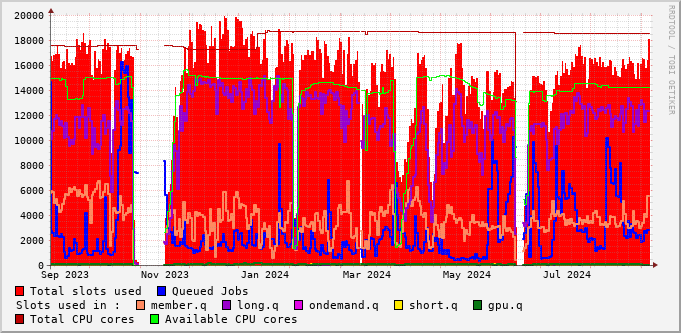 20000
18000
16000
14000
12000
10000
8000
6000
4000
2000
0
Sep 2023 Nov 2023 Jan 2024 Mar 2024 May 2024 Jul 2024
RRDTOOL / TOBI OETIKER
Total slots used Queued Jobs
Slots used in : member.q long.q ondemand.q short.q gpu.q
Total CPU cores Available CPU cores